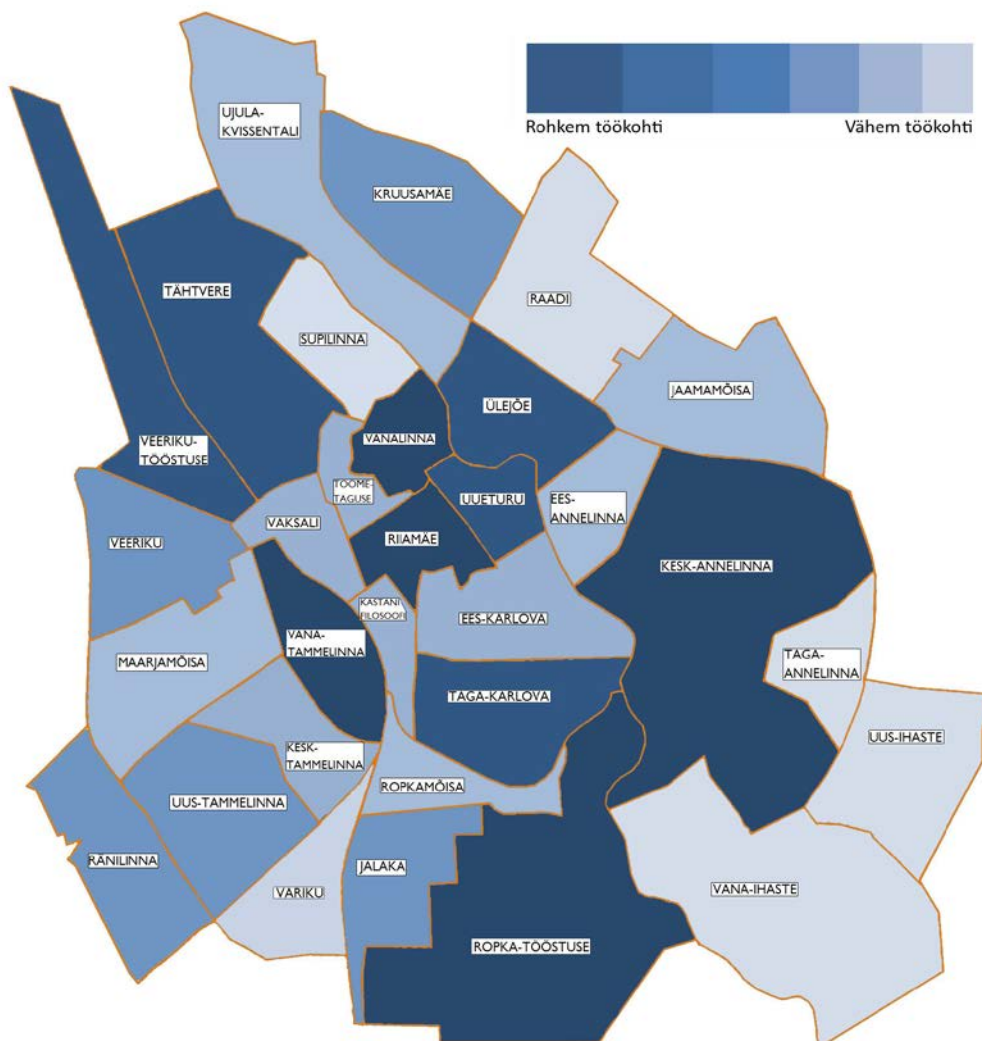 Rohkem töökohti
Vähem töökohti
UJULA-
KVISSENTALI
KRUUSAMÄE
TÄHTVERE
RAADI
SUPILINNA
JAAMAMÕISA
ÜLEJÕE
VANALINNA
VEERIKU-
TÖÖSTUSE
TOOME-
TAGUSE
UUETURU
EES-
ANNELINNA
VAKSALI
VEERIKU
RIIAMÄE
KESK-ANNELINNA
KASTANI
FILOSOOFI
EES-KARLOVA
VANA-
TAMMELINNA
MAARJAMÕISA
TAGA-
ANNELINNA
TAGA-KARLOVA
UUS-IHASTE
KESK-
TAMMELINNA
ROPKAMÕISA
UUS-TAMMELINNA
RÄNILINNA
JALAKA
VARIKU
VANA-IHASTE
ROPKA-TÖÖSTUSE